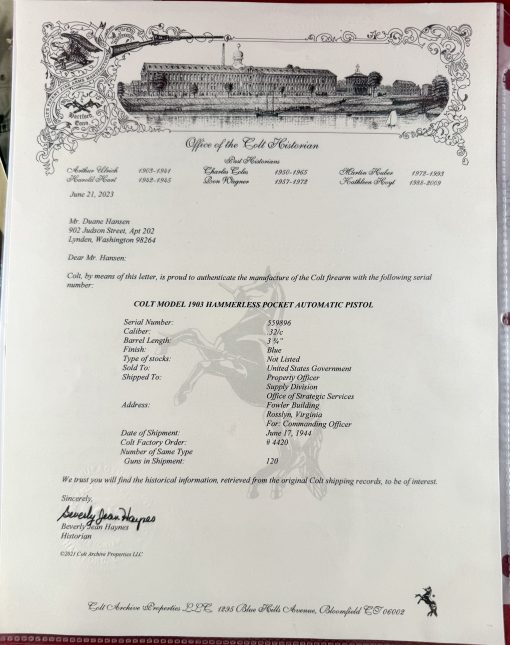 Hartford
Conn
Office of the Colt Historian
Past Historians
Arthur Ulrich 1903-1941 Charles Coles 1950-1965 Martin Huber 1972-1993
1942-1945 Don Wagner 1957-1972 Kathleen Hoyt 1988-2009
June 21, 2023
Mr. Duane Hansen
902 Judson Street, Apt 202
Lynden, Washington 98264
Dear Mr. Hansen:
Colt, by means of this letter, is proud to authenticate the manufacture of the Colt firearm with the following serial
number:
COLT MODEL 1903 HAMMERLESS POCKET AUTOMATIC PISTOL
Serial Number: 559896
Caliber: .32/c
Barrel Length: 3 ¾"
Finish: Blue
Type of stocks: Not Listed
Sold To: United States Government
Shipped To: Property Officer
Supply Division
Office of Strategic Services
Address: Fowler Building
Rosslyn, Virginia
For: Commanding Officer
Date of Shipment: June 17, 1944
Colt Factory Order: # 4420
Number of Same Type
Guns in Shipment: 120
We trust you will find the historical information, retrieved from the original Colt shipping records, to be of interest.
Sincerely,
Beverly Jean Haynes
Beverly Jean Haynes
Historian
©2021 Colt Archive Properties LLC
Colt Archive Properties LLC 1295 Blue Hills Avenue, Bloomfield CT 06002